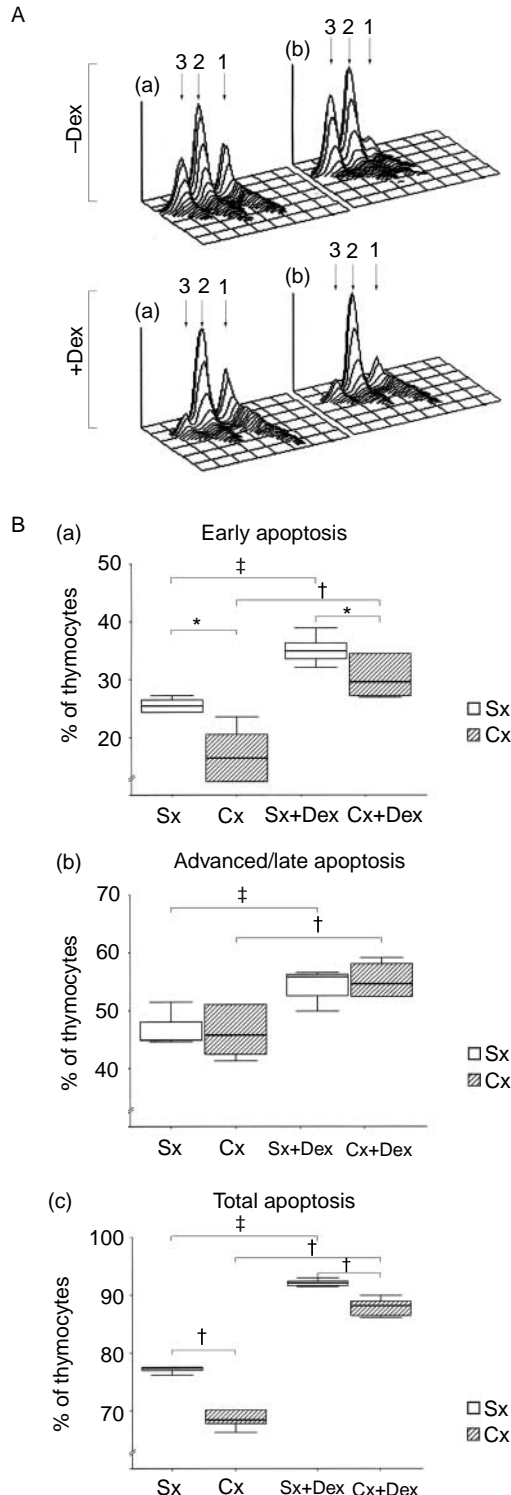 A
(b)
3 2 1
(a)
3 2 1
–Dex
(b)
3 2 1
(a)
3 2 1
+Dex
B
(a) Early apoptosis
50
40
30
20
% of thymocytes
‡
†
* *
Sx
Cx
Sx Cx Sx+Dex Cx+Dex
(b) Advanced/late apoptosis
70
60
50
40
% of thymocytes
‡
†
Sx
Cx
Sx Cx Sx+Dex Cx+Dex
(c) Total apoptosis
100
90
80
70
% of thymocytes
‡
†
†
†
Sx
Cx
Sx Cx Sx+Dex Cx+Dex